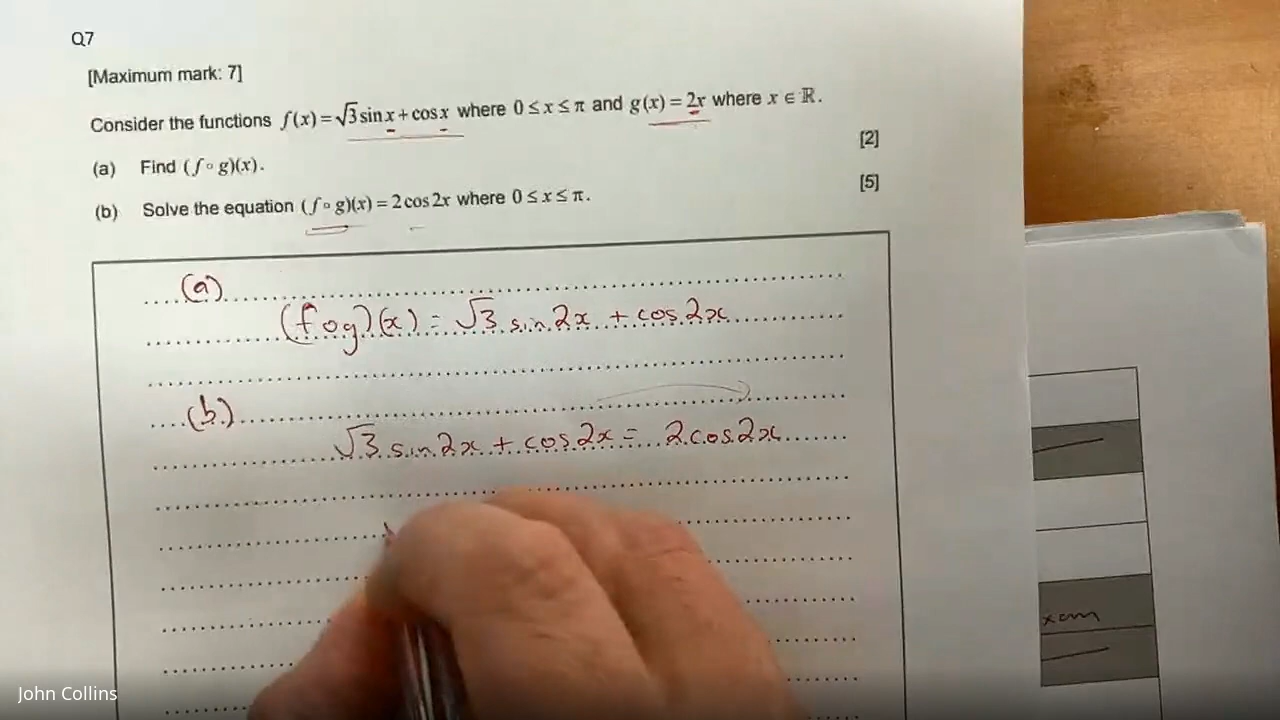 Q7
[Maximum mark: 7]
Consider the functions f(x) = √3 sin x + cos x where 0 ≤ x ≤ π and g(x) = 2x where x ∈ ℝ.
[2]
(a) Find (f ∘ g)(x).
[5]
(b) Solve the equation (f ∘ g)(x) = 2 cos 2x where 0 ≤ x ≤ π.
(a)
(fog)(x) = √3 sin 2x + cos 2x
(b)
√3 sin 2x + cos 2x = 2 cos 2x
John Collins